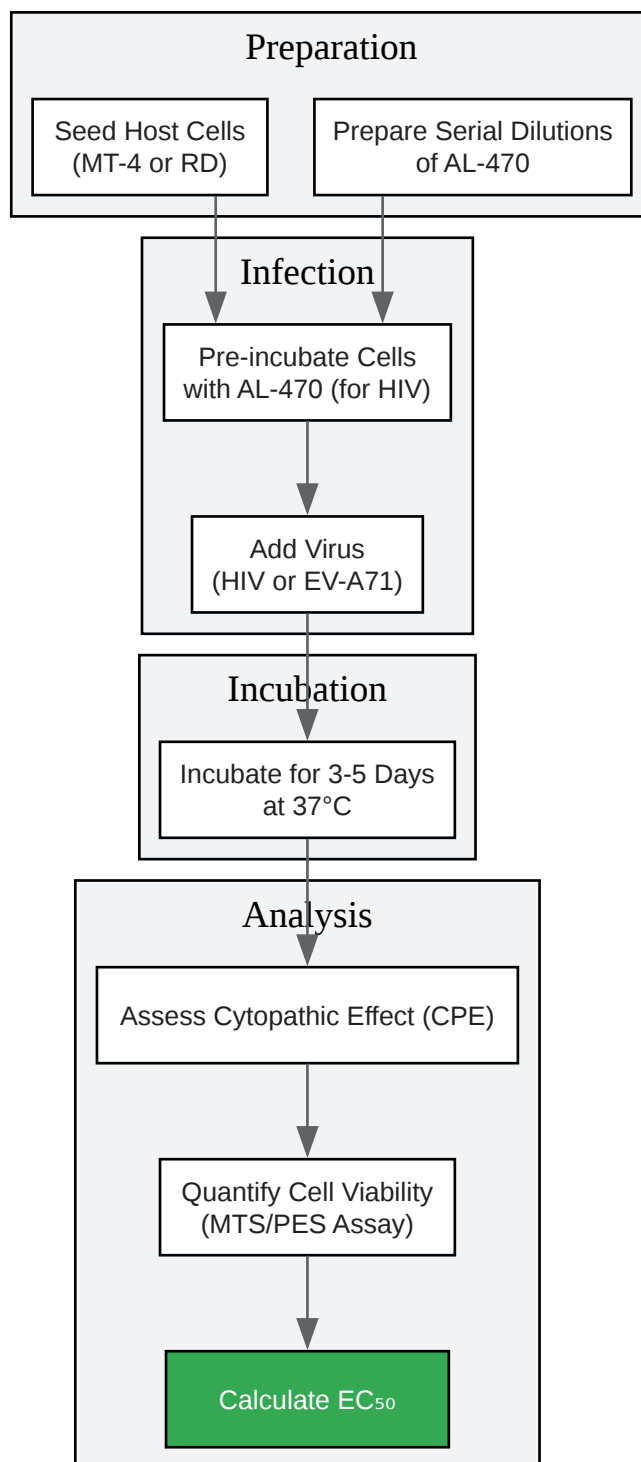 Preparation
Seed Host Cells
(MT-4 or RD)
Prepare Serial Dilutions
of AL-470
Infection
Pre-incubate Cells
with AL-470 (for HIV)
Add Virus
(HIV or EV-A71)
Incubation
Incubate for 3-5 Days
at 37°C
Analysis
Assess Cytopathic Effect (CPE)
Quantify Cell Viability
(MTS/PES Assay)
Calculate EC₅₀